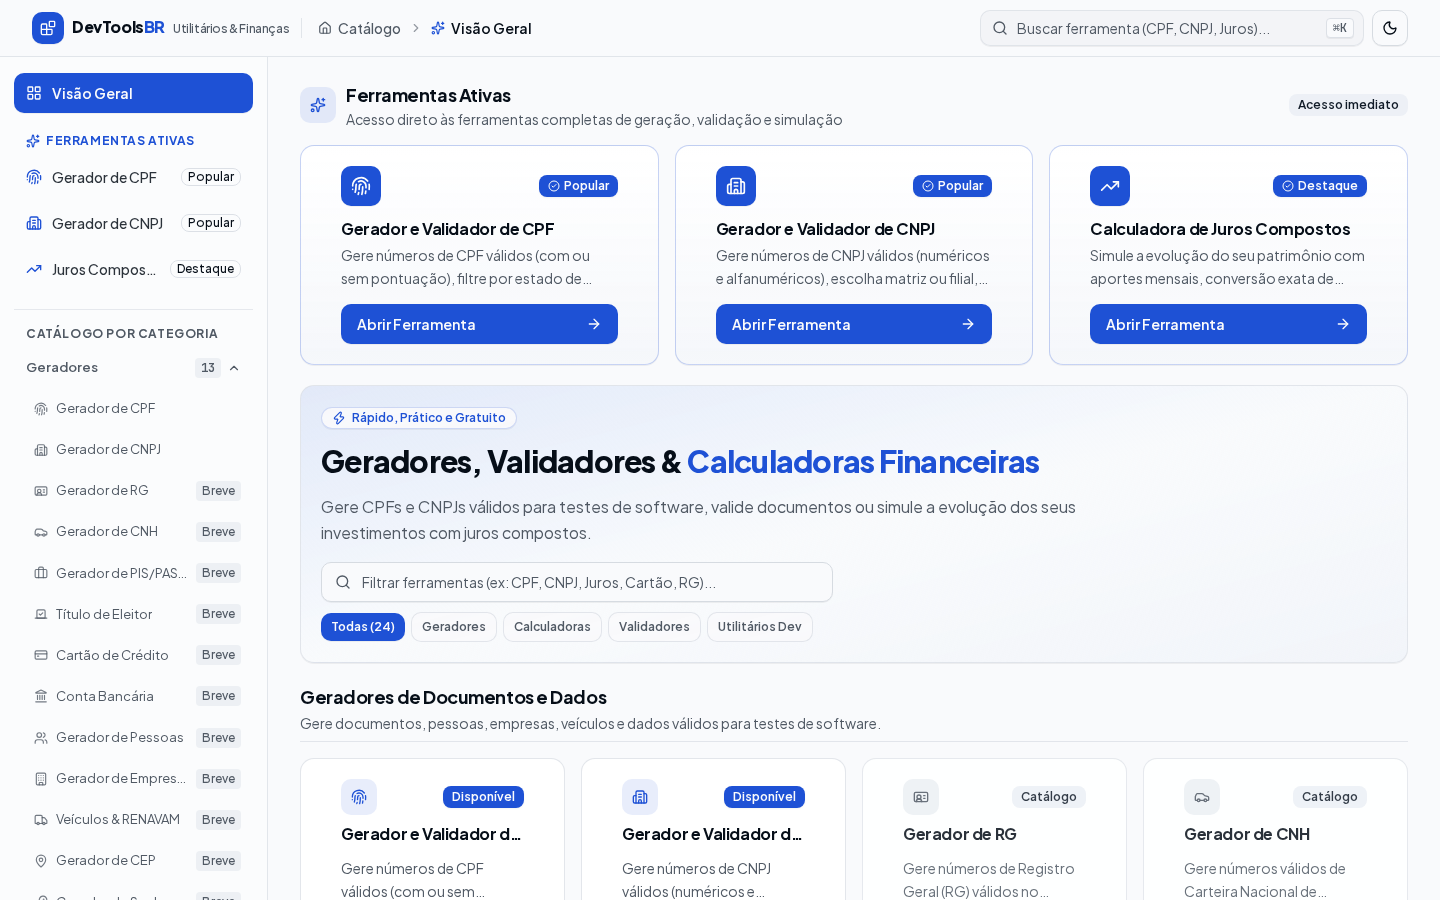 DevToolsBR Utilitários & Finanças
Catálogo
Visão Geral
Buscar ferramenta (CPF, CNPJ, Juros)...
⌘K
Visão Geral
FERRAMENTAS ATIVAS
Gerador de CPF Popular
Gerador de CNPJ Popular
Juros Compos... Destaque
CATÁLOGO POR CATEGORIA
Geradores 13
Gerador de CPF
Gerador de CNPJ
Gerador de RG Breve
Gerador de CNH Breve
Gerador de PIS/PAS... Breve
Título de Eleitor Breve
Cartão de Crédito Breve
Conta Bancária Breve
Gerador de Pessoas Breve
Gerador de Empres... Breve
Veículos & RENAVAM Breve
Gerador de CEP Breve
Ferramentas Ativas
Acesso direto às ferramentas completas de geração, validação e simulação
Acesso imediato
Popular
Gerador e Validador de CPF
Gere números de CPF válidos (com ou
sem pontuação), filtre por estado de...
Abrir Ferramenta
Popular
Gerador e Validador de CNPJ
Gere números de CNPJ válidos (numéricos
e alfanuméricos), escolha matriz ou filial,...
Abrir Ferramenta
Destaque
Calculadora de Juros Compostos
Simule a evolução do seu patrimônio com
aportes mensais, conversão exata de...
Abrir Ferramenta
Rápido, Prático e Gratuito
Geradores, Validadores & Calculadoras Financeiras
Gere CPFs e CNPJs válidos para testes de software, valide documentos ou simule a evolução dos seus
investimentos com juros compostos.
Filtrar ferramentas (ex: CPF, CNPJ, Juros, Cartão, RG)...
Todas (24) Geradores Calculadoras Validadores Utilitários Dev
Geradores de Documentos e Dados
Gere documentos, pessoas, empresas, veículos e dados válidos para testes de software.
Disponível
Gerador e Validador d...
Gere números de CPF
válidos (com ou sem...
Disponível
Gerador e Validador d...
Gere números de CNPJ
válidos (numéricos e...
Catálogo
Gerador de RG
Gere números de Registro
Geral (RG) válidos no...
Catálogo
Gerador de CNH
Gere números válidos de
Carteira Nacional de...